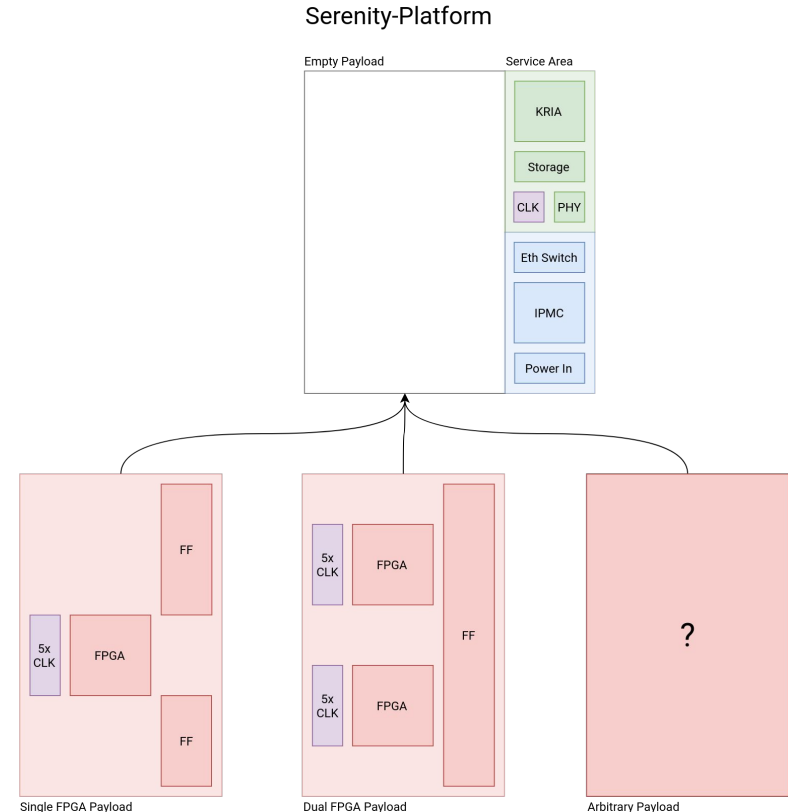 Serenity-Platform
Empty Payload
Service Area
KRIA
Storage
CLK
PHY
Eth Switch
IPMC
Power In
FF
5x
CLK
FPGA
FF
Single FPGA Payload
5x
CLK
FPGA
FF
5x
CLK
FPGA
Dual FPGA Payload
?
Arbitrary Payload